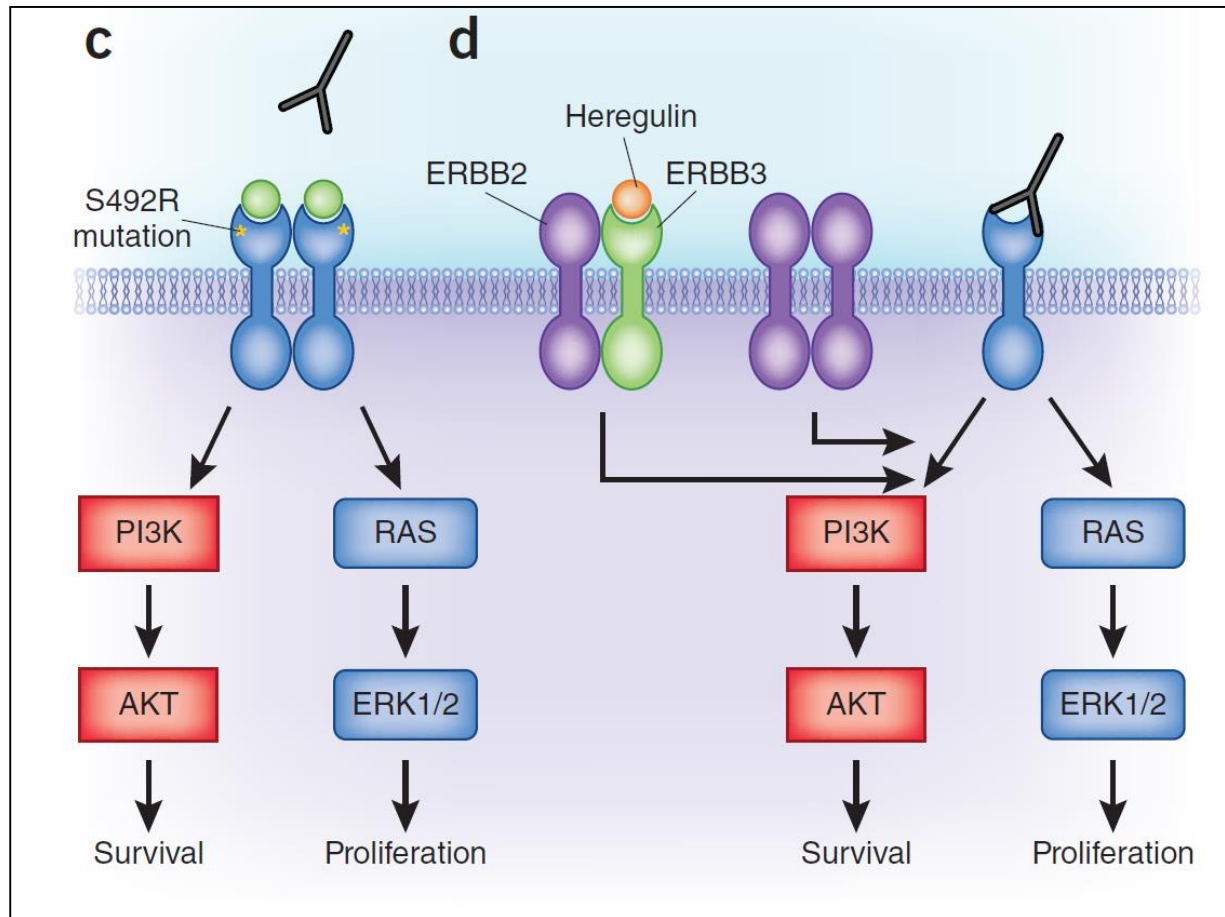 c
d
Heregulin
ERBB2
ERBB3
S492R
mutation
PI3K
RAS
PI3K
RAS
AKT
ERK1/2
AKT
ERK1/2
Survival
Proliferation
Survival
Proliferation